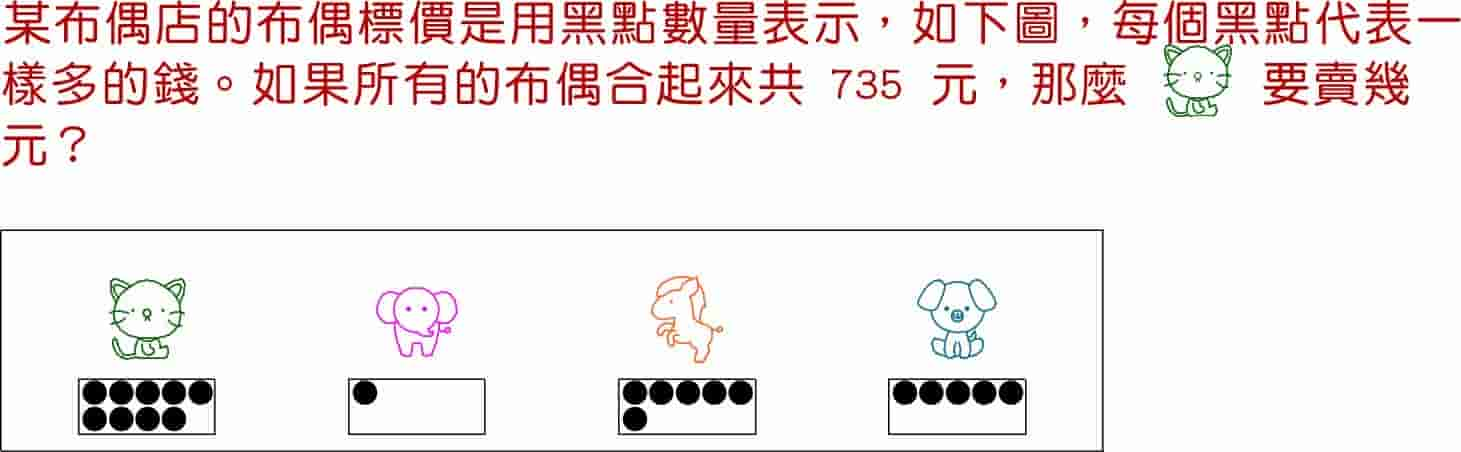 某布偶店的布偶標價是用黑點數量表示，如下圖，每個黑點代表一
樣多的錢。如果所有的布偶合起來共 735 元，那麼 要賣幾
元？